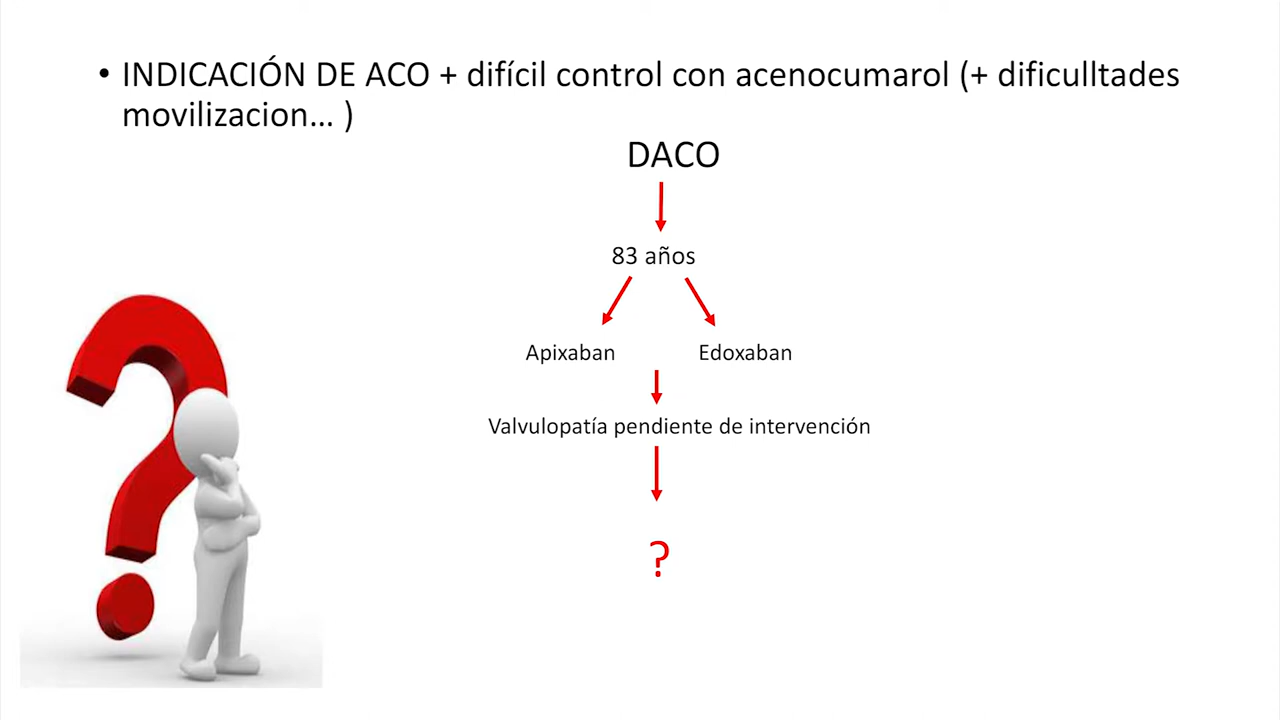 • INDICACIÓN DE ACO + difícil control con acenocumarol (+ dificulltades
movilizacion... )
DACO
83 años
Apixaban
Edoxaban
Valvulopatía pendiente de intervención
?